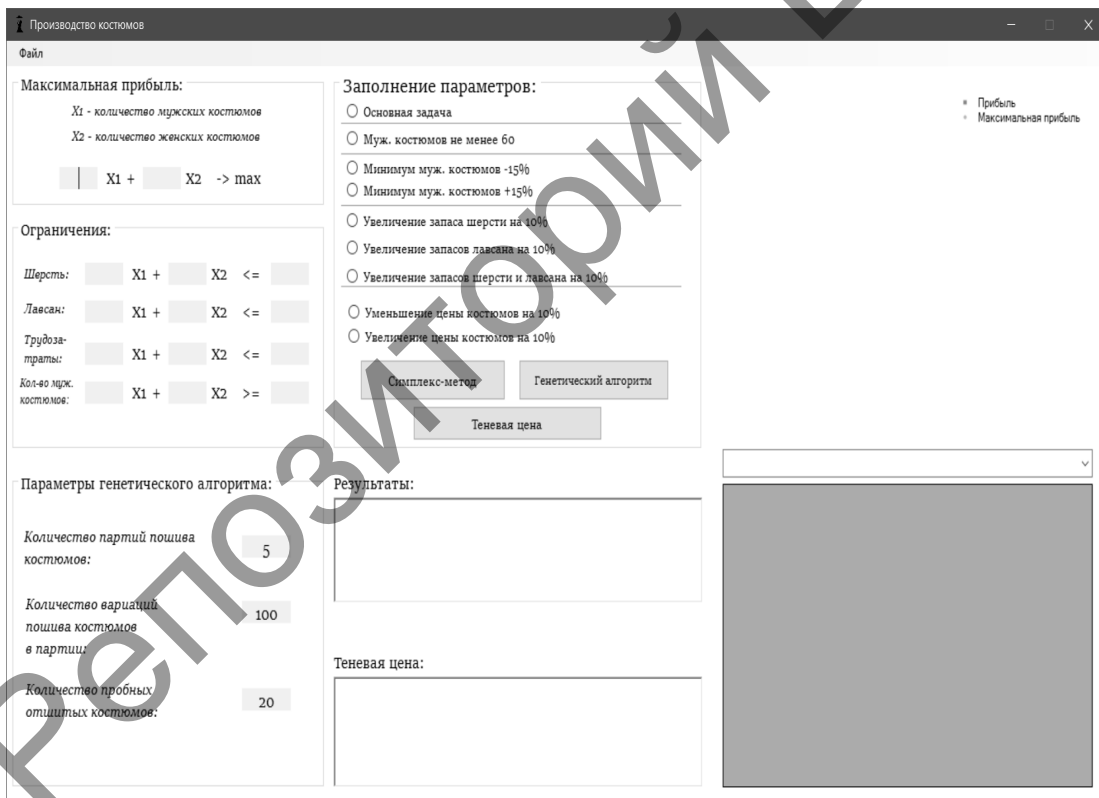 Производство костюмов
Файл
Максимальная прибыль:
X1 - количество мужских костюмов
X2 - количество женских костюмов
X1 + X2 -> max
Ограничения:
Шерсть: X1 + X2 <=
Лавсан: X1 + X2 <=
Трудоза-
траты: X1 + X2 <=
Кол-во муж.
костюмов: X1 + X2 >=
Параметры генетического алгоритма:
Количество партий пошива
костюмов: 5
Количество вариаций
пошива костюмов
в партии: 100
Количество пробных
отшитых костюмов: 20
Заполнение параметров:
Основная задача
Муж. костюмов не менее 60
Минимум муж. костюмов -15%
Минимум муж. костюмов +15%
Увеличение запаса шерсти на 10%
Увеличение запасов лавсана на 10%
Увеличение запасов шерсти и лавсана на 10%
Уменьшение цены костюмов на 10%
Увеличение цены костюмов на 10%
Симплекс-метод
Генетический алгоритм
Теневая цена
Результаты:
Теневая цена:
Прибыль
Максимальная прибыль
Репозиторий